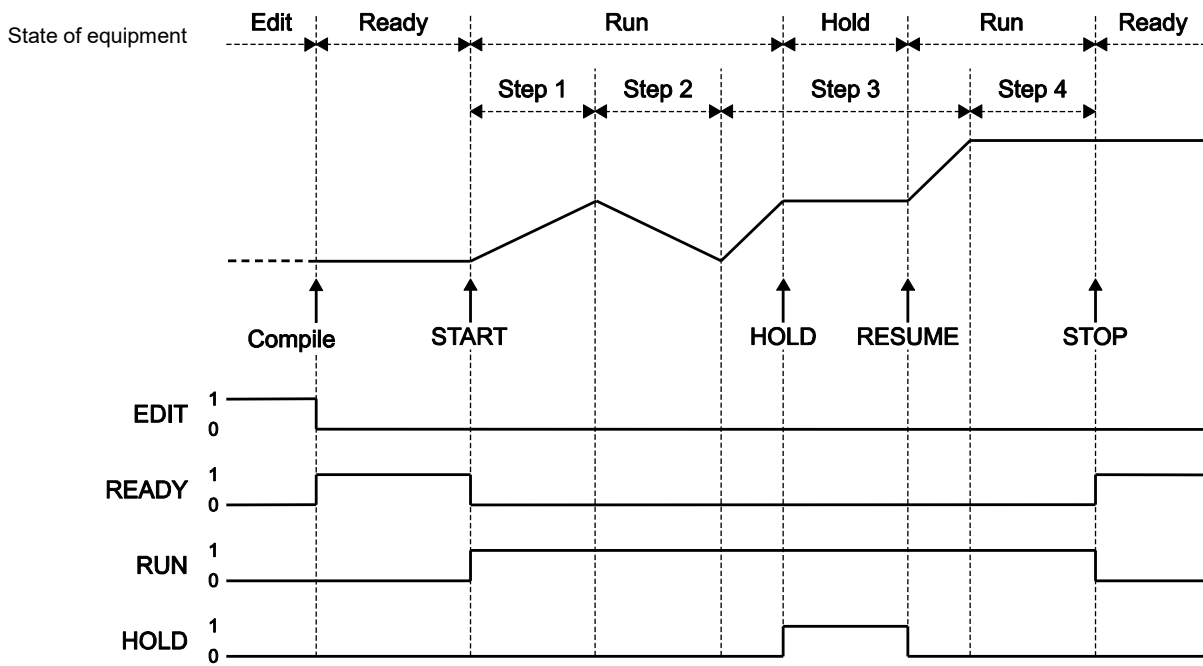 Edit Ready Run Hold Run Ready
State of equipment
Step 1 Step 2 Step 3 Step 4
Compile START HOLD RESUME STOP
EDIT 1
0
READY 1
0
RUN 1
0
HOLD 1
0